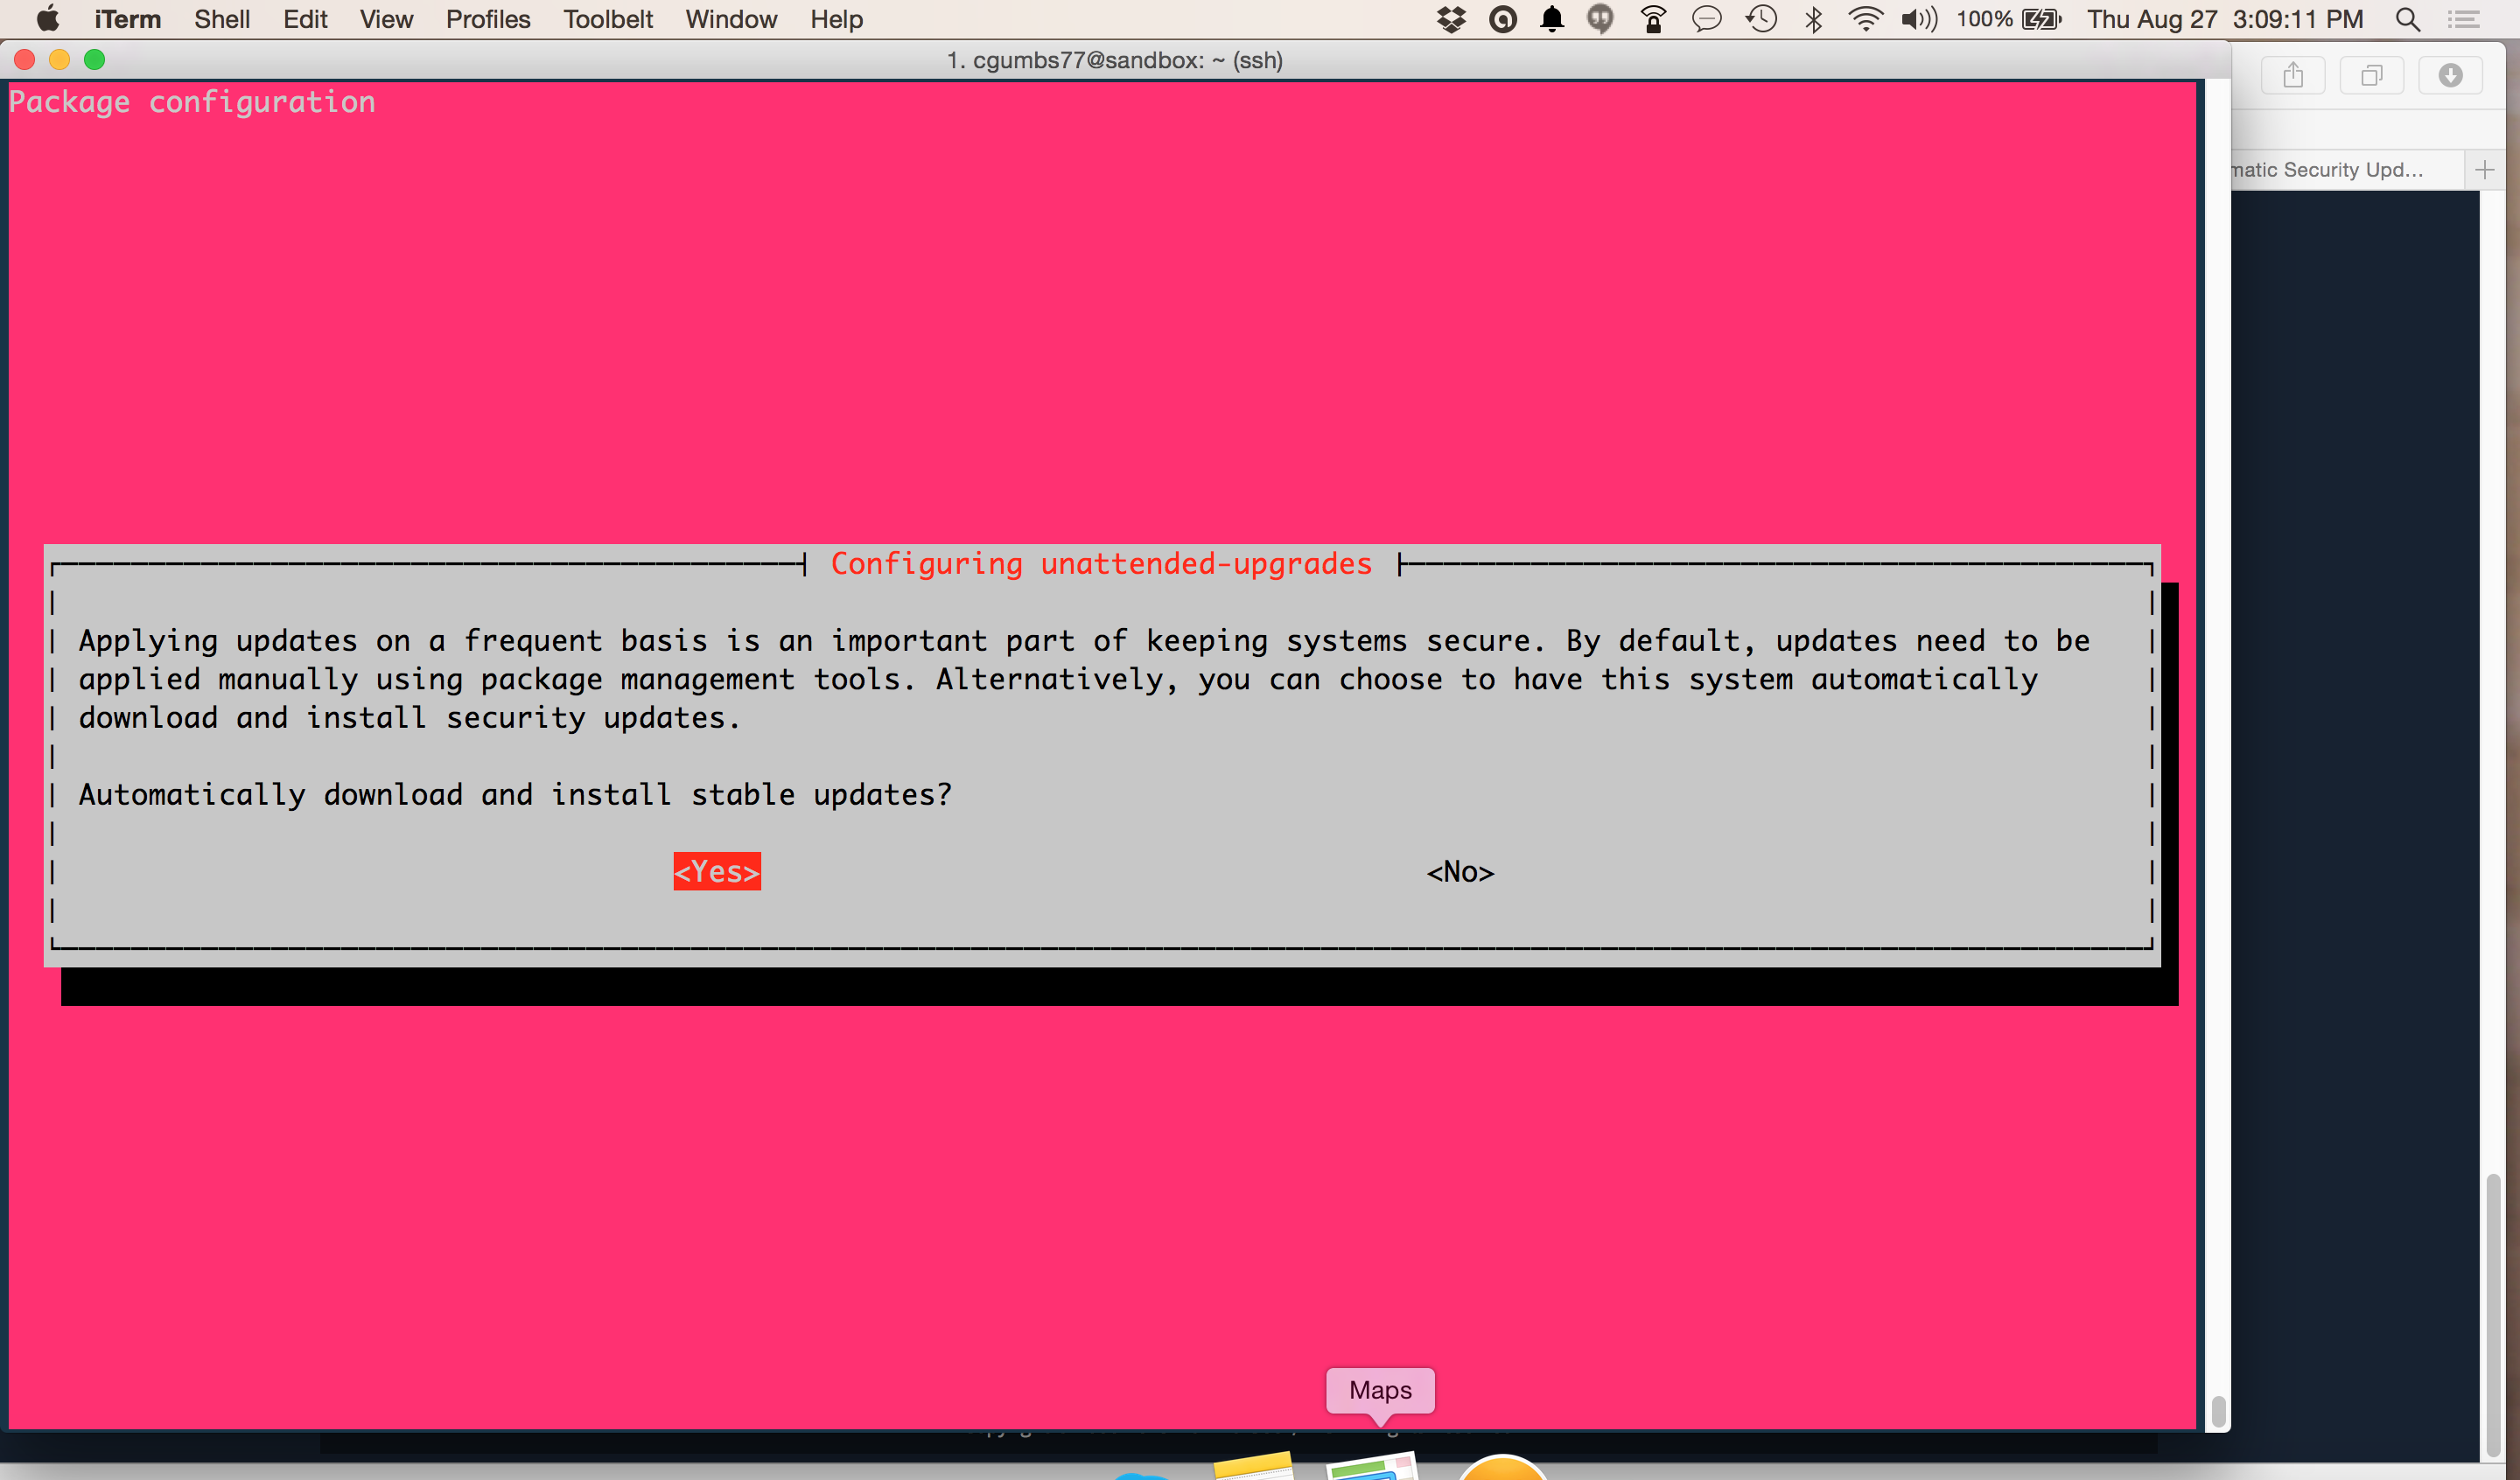 iTerm Shell Edit View Profiles Toolbelt Window Help 100% Thu Aug 27 3:09:11 PM
1. cgumbs77@sandbox: ~ (ssh)
Package configuration
matic Security Upd...
Configuring unattended-upgrades
Applying updates on a frequent basis is an important part of keeping systems secure. By default, updates need to be
applied manually using package management tools. Alternatively, you can choose to have this system automatically
download and install security updates.
Automatically download and install stable updates?
<Yes> <No>
Maps